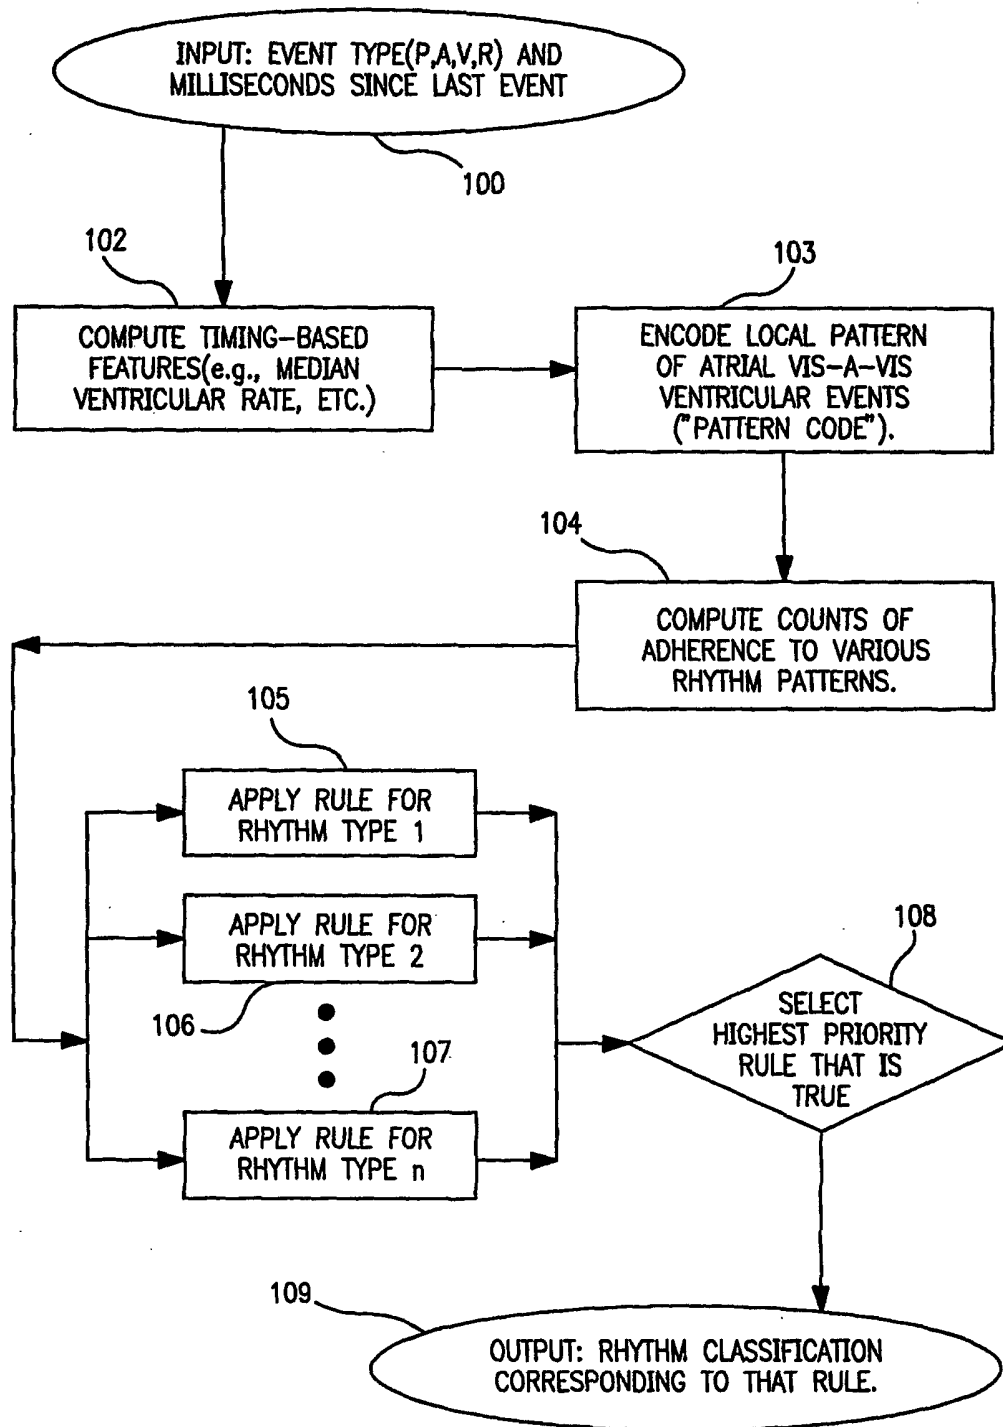 INPUT: EVENT TYPE(P,A,V,R) AND
MILLISECONDS SINCE LAST EVENT
100
102
COMPUTE TIMING-BASED
FEATURES(e.g., MEDIAN
VENTRICULAR RATE, ETC.)
103
ENCODE LOCAL PATTERN
OF ATRIAL VIS-A-VIS
VENTRICULAR EVENTS
("PATTERN CODE").
104
COMPUTE COUNTS OF
ADHERENCE TO VARIOUS
RHYTHM PATTERNS.
105
APPLY RULE FOR
RHYTHM TYPE 1
APPLY RULE FOR
RHYTHM TYPE 2
106
107
APPLY RULE FOR
RHYTHM TYPE n
108
SELECT
HIGHEST PRIORITY
RULE THAT IS
TRUE
109
OUTPUT: RHYTHM CLASSIFICATION
CORRESPONDING TO THAT RULE.